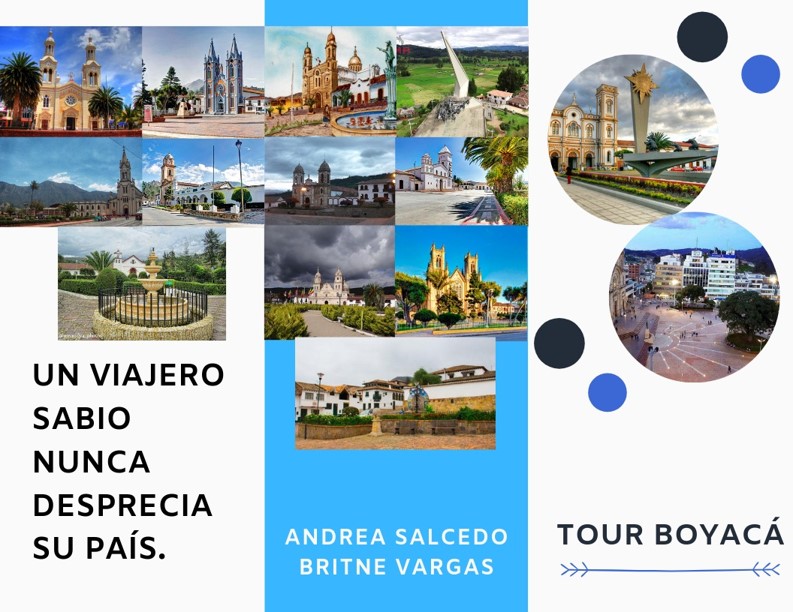 UN VIAJERO
SABIO
NUNCA
DESPRECIA
SU PAÍS.
ANDREA SALCEDO
BRITNE VARGAS
TOUR BOYACÁ